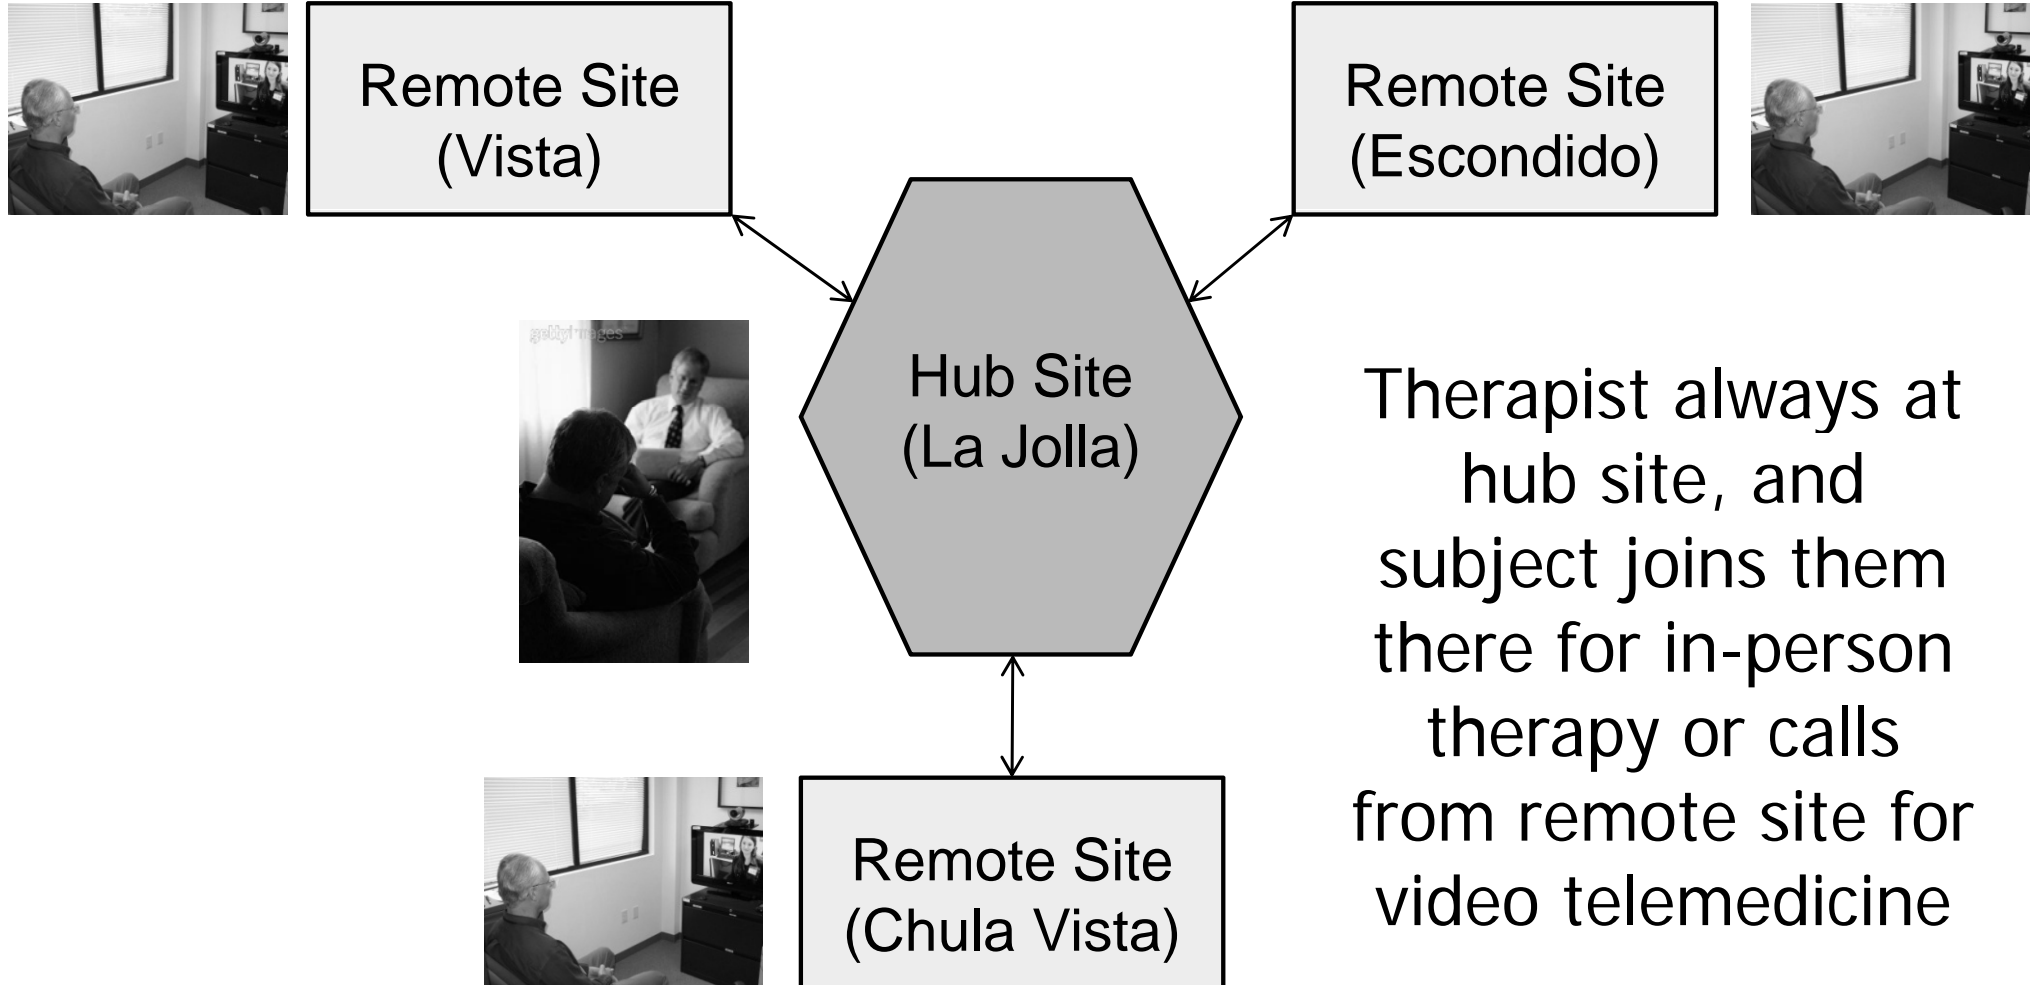 Remote Site
(Vista)
Remote Site
(Escondido)
gettyimages
Hub Site
(La Jolla)
Therapist always at
hub site, and
subject joins them
there for in-person
therapy or calls
from remote site for
video telemedicine
Remote Site
(Chula Vista)